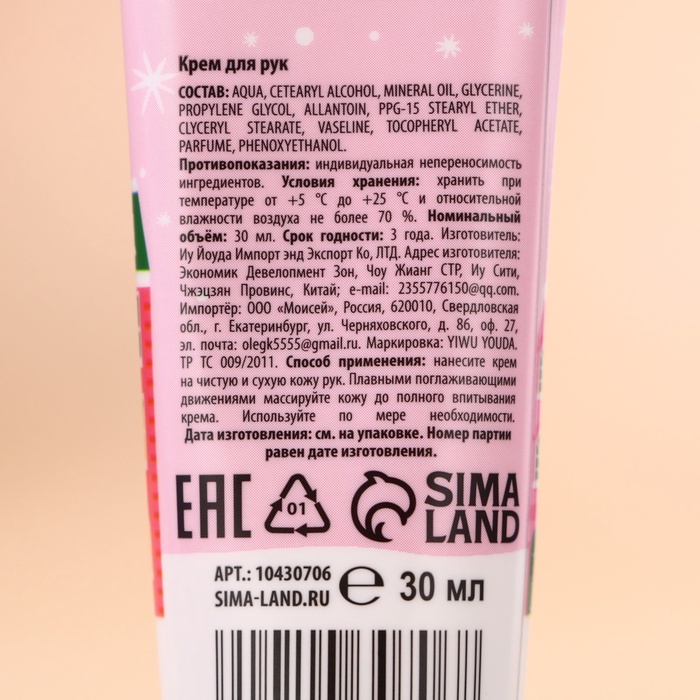 Крем для рук
СОСТАВ: AQUA, CETEARYL ALCOHOL, MINERAL OIL, GLYCERINE,
PROPYLENE GLYCOL, ALLANTOIN, PPG-15 STEARYL ETHER,
CLYCERYL STEARATE, VASELINE, TOCOPHERYL ACETATE,
PARFUME, PHENOXYETHANOL.
Противопоказания: индивидуальная непереносимость
ингредиентов. Условия хранения: хранить при
температуре от +5 °C до +25 °C и относительной
влажности воздуха не более 70 %. Номинальный
объём: 30 мл. Срок годности: 3 года. Изготовитель:
Иу Йоуда Импорт энд Экспорт Ко, ЛТД. Адрес изготовителя:
Экономик Девелопмент Зон, Чоу Жианг СТР, Иу Сити,
Чжэцзян Провинс, Китай; e-mail: 2355776150@qq.com.
Импортёр: ООО «Моисей», Россия, 620010, Свердловская
обл., г. Екатеринбург, ул. Черняховского, д. 86, оф. 27,
эл. почта: olegk5555@gmail.ru. Маркировка: YIWU YOUDA.
ТР ТС 009/2011. Способ применения: нанесите крем
на чистую и сухую кожу рук. Плавными поглаживающими
движениями массируйте кожу до полного впитывания
крема. Используйте по мере необходимости.
Дата изготовления: см. на упаковке. Номер партии
равен дате изготовления.
EAC 01 SIMA
LAND
АРТ.: 10430706
SIMA-LAND.RU
℮ 30 мл